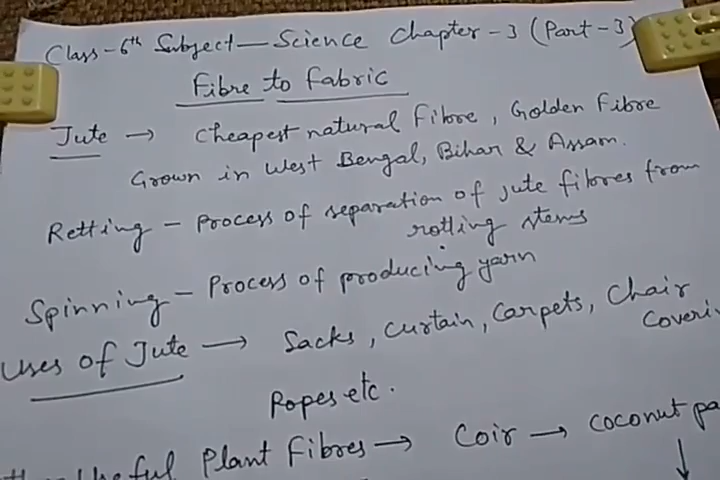 Class-6th Subject—Science Chapter-3 (Part-3)
Fibre to Fabric
Jute → Cheapest natural Fibre, Golden Fibre
Grown in West Bengal, Bihar & Assam.
Retting - Process of separation of jute fibres from
rotting stems
Spinning - Process of producing yarn
Uses of Jute → Sacks, Curtain, Carpets, Chair
Ropes etc.
Plant Fibres → Coir → Coconut